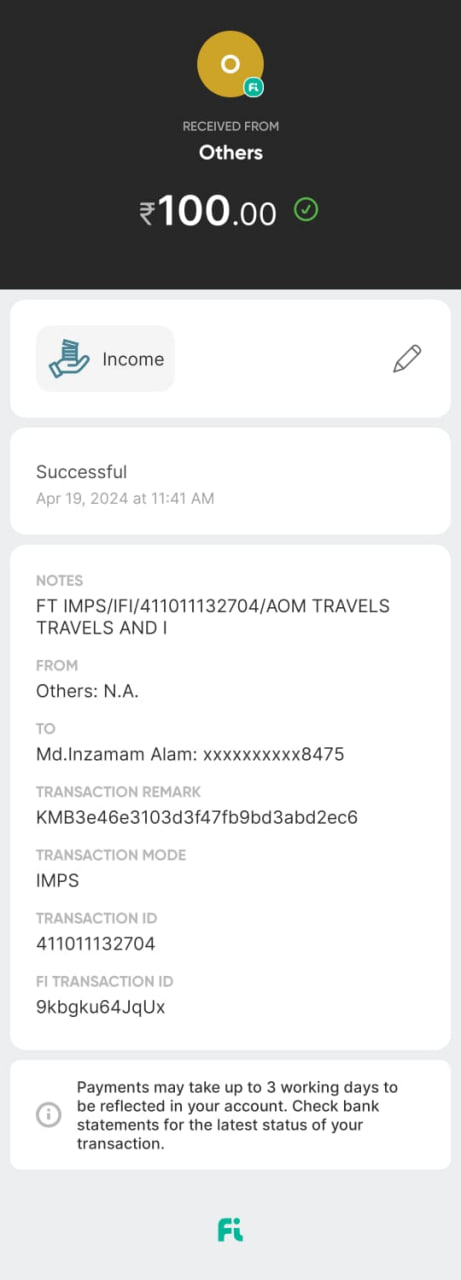 O
Fi
RECEIVED FROM
Others
₹100.00
Income
Successful
Apr 19, 2024 at 11:41 AM
NOTES
FT IMPS/IFI/411011132704/AOM TRAVELS
TRAVELS AND I
FROM
Others: N.A.
TO
Md.Inzamam Alam: xxxxxxxxxx8475
TRANSACTION REMARK
KMB3e46e3103d3f47fb9bd3abd2ec6
TRANSACTION MODE
IMPS
TRANSACTION ID
411011132704
FI TRANSACTION ID
9kbgku64JqUx
Payments may take up to 3 working days to
be reflected in your account. Check bank
statements for the latest status of your
transaction.
Fi